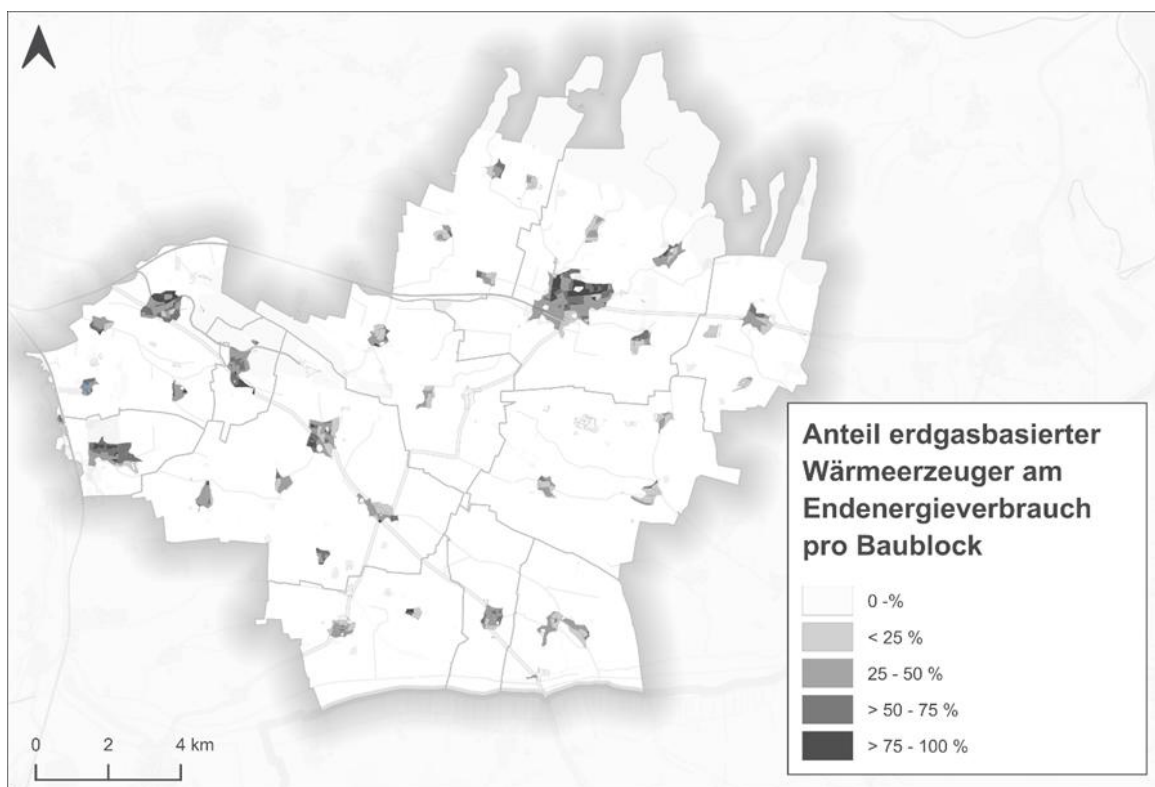 Anteil erdgasbasierter
Wärmeerzeuger am
Endenergieverbrauch
pro Baublock
0 -%
< 25 %
25 - 50 %
> 50 - 75 %
> 75 - 100 %
0 2 4 km